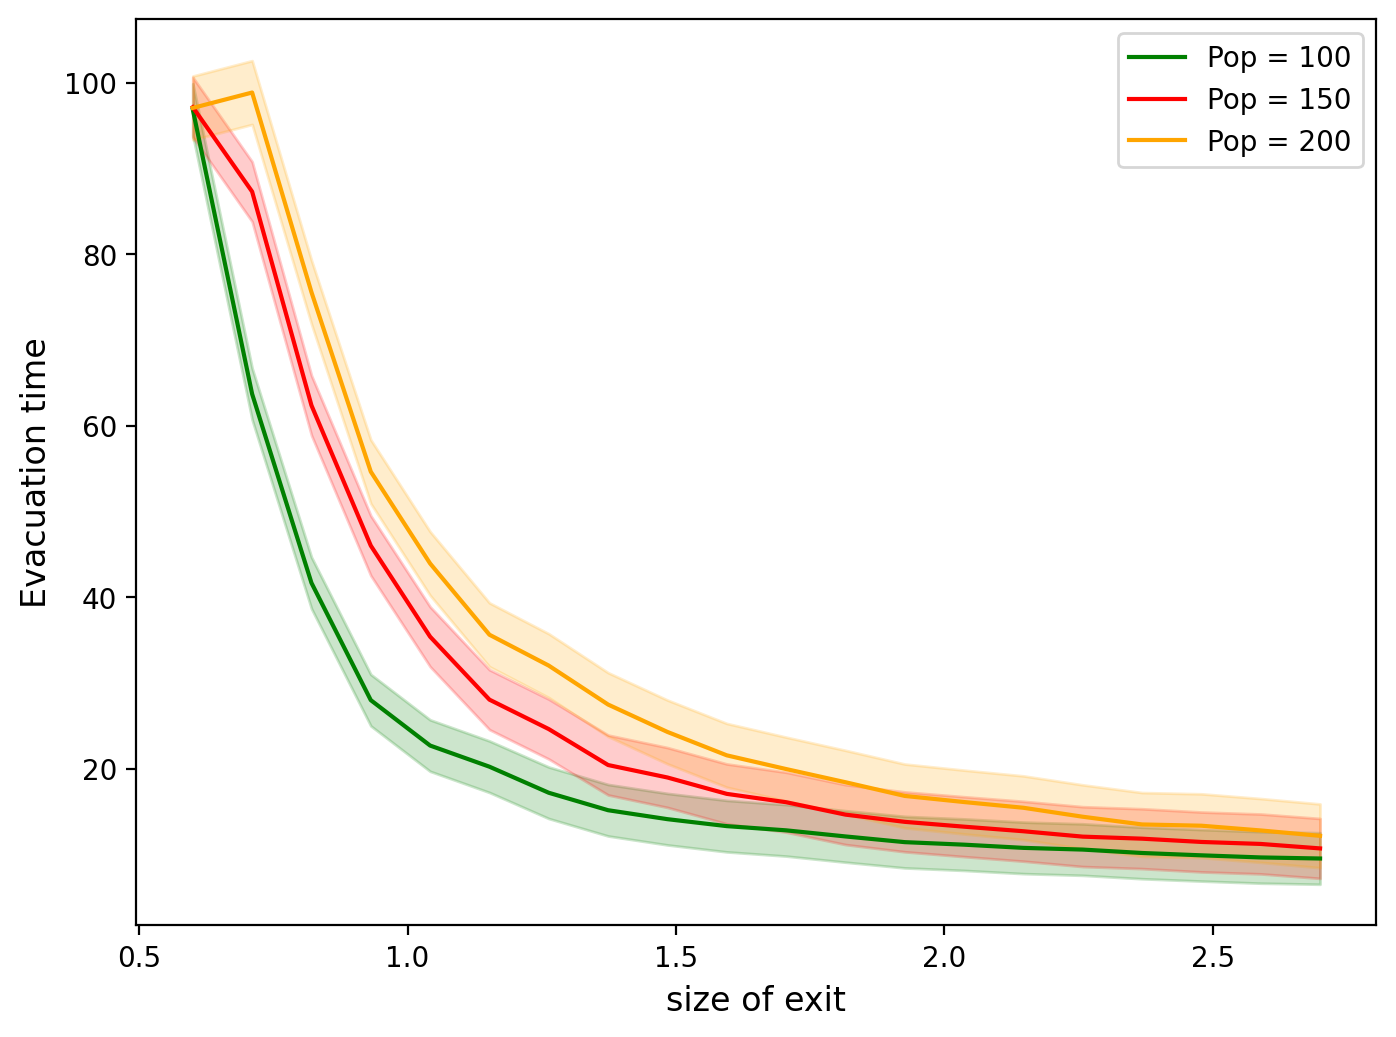 Pop = 100
Pop = 150
Pop = 200
Evacuation time
100
80
60
40
20
0.5 1.0 1.5 2.0 2.5
size of exit